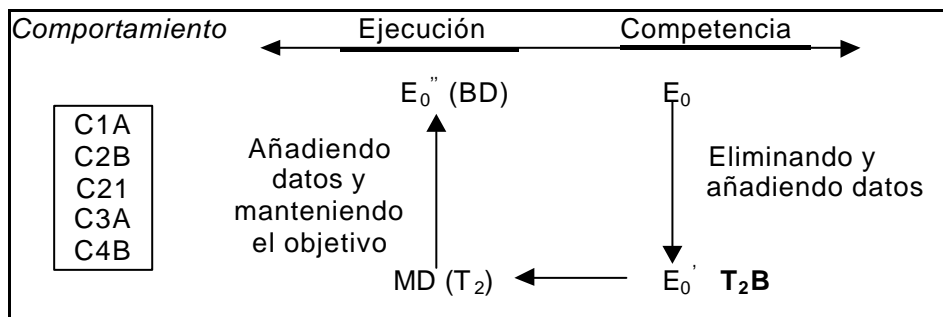 Comportamiento Ejecución Competencia
E₀'' (BD) E₀
C1A
C2B
C21
C3A
C4B
Añadiendo
datos y
manteniendo
el objetivo
Eliminando y
añadiendo datos
MD (T₂) E₀' T₂B